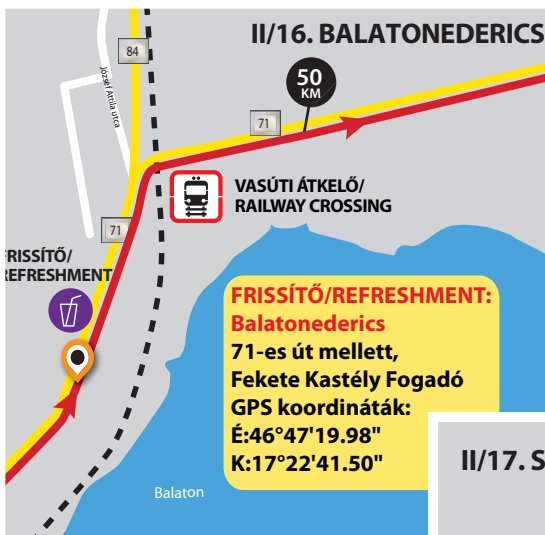 II/16. BALATONEDERICS
84
József Attila utca
50
KM
71
VASÚTI ÁTKELŐ/
RAILWAY CROSSING
71
FRISSÍTŐ/
REFRESHMENT
FRISSÍTŐ/REFRESHMENT:
Balatonederics
71-es út mellett,
Fekete Kastély Fogadó
GPS koordináták:
É:46°47'19.98"
K:17°22'41.50"
II/17. S
Balaton